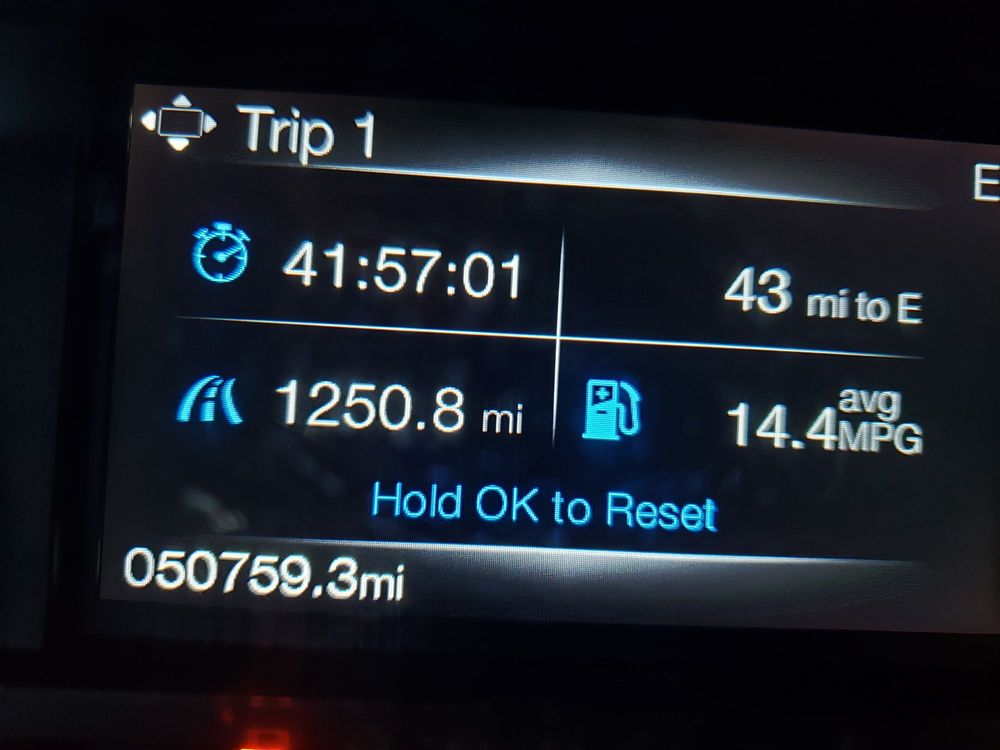 Trip 1
E
41:57:01
43 mi to E
1250.8 mi
14.4 avg MPG
Hold OK to Reset
050759.3mi